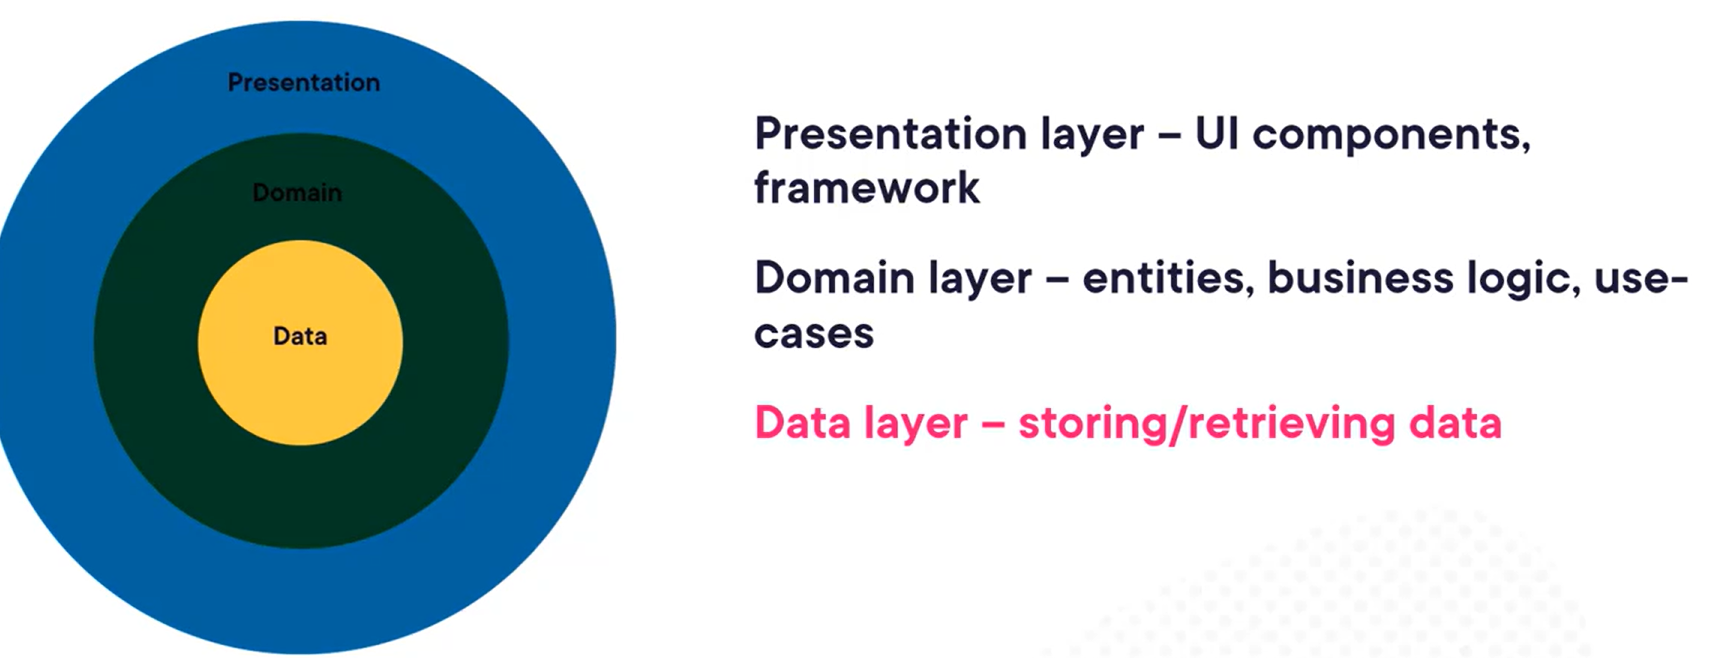 Presentation
Domain
Data
Presentation layer – UI components,
framework
Domain layer – entities, business logic, use-
cases
Data layer – storing/retrieving data